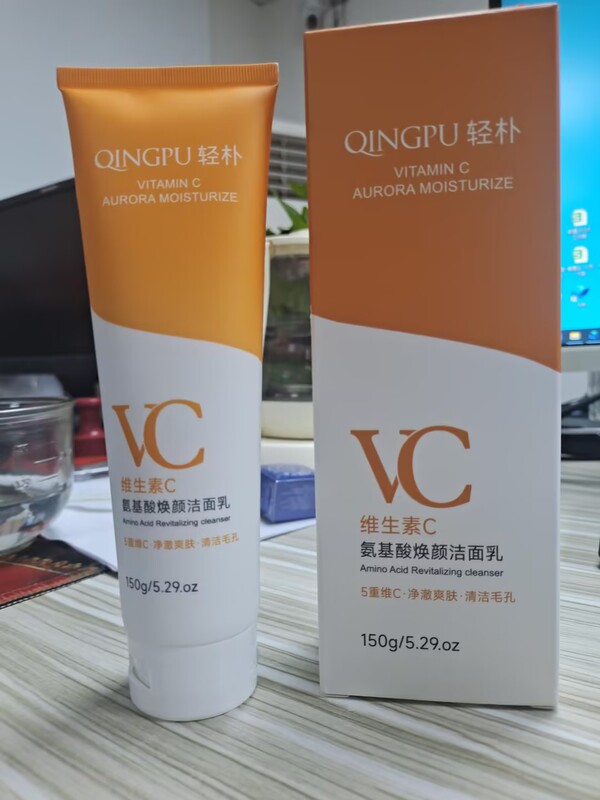 QINGPU 轻朴
VITAMIN C
AURORA MOISTURIZE
VC
维生素C
氨基酸焕颜洁面乳
Amino Acid Revitalizing cleanser
5重维C·净澈爽肤·清洁毛孔
150g/5.29.oz
QINGPU 轻朴
VITAMIN C
AURORA MOISTURIZE
VC
维生素C
氨基酸焕颜洁面乳
Amino Acid Revitalizing cleanser
5重维C·净澈爽肤·清洁毛孔
150g/5.29.oz